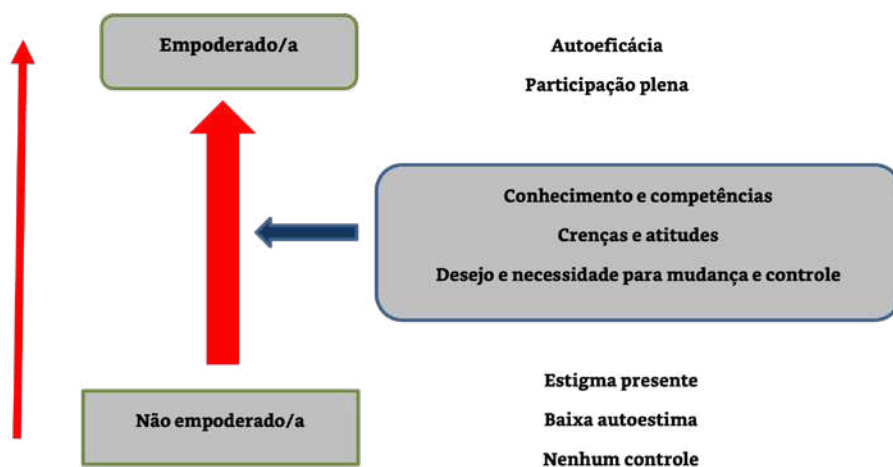 Empoderado/a
Autoeficácia
Participação plena
Conhecimento e competências
Crenças e atitudes
Desejo e necessidade para mudança e controle
Estigma presente
Não empoderado/a
Baixa autoestima
Nenhum controle